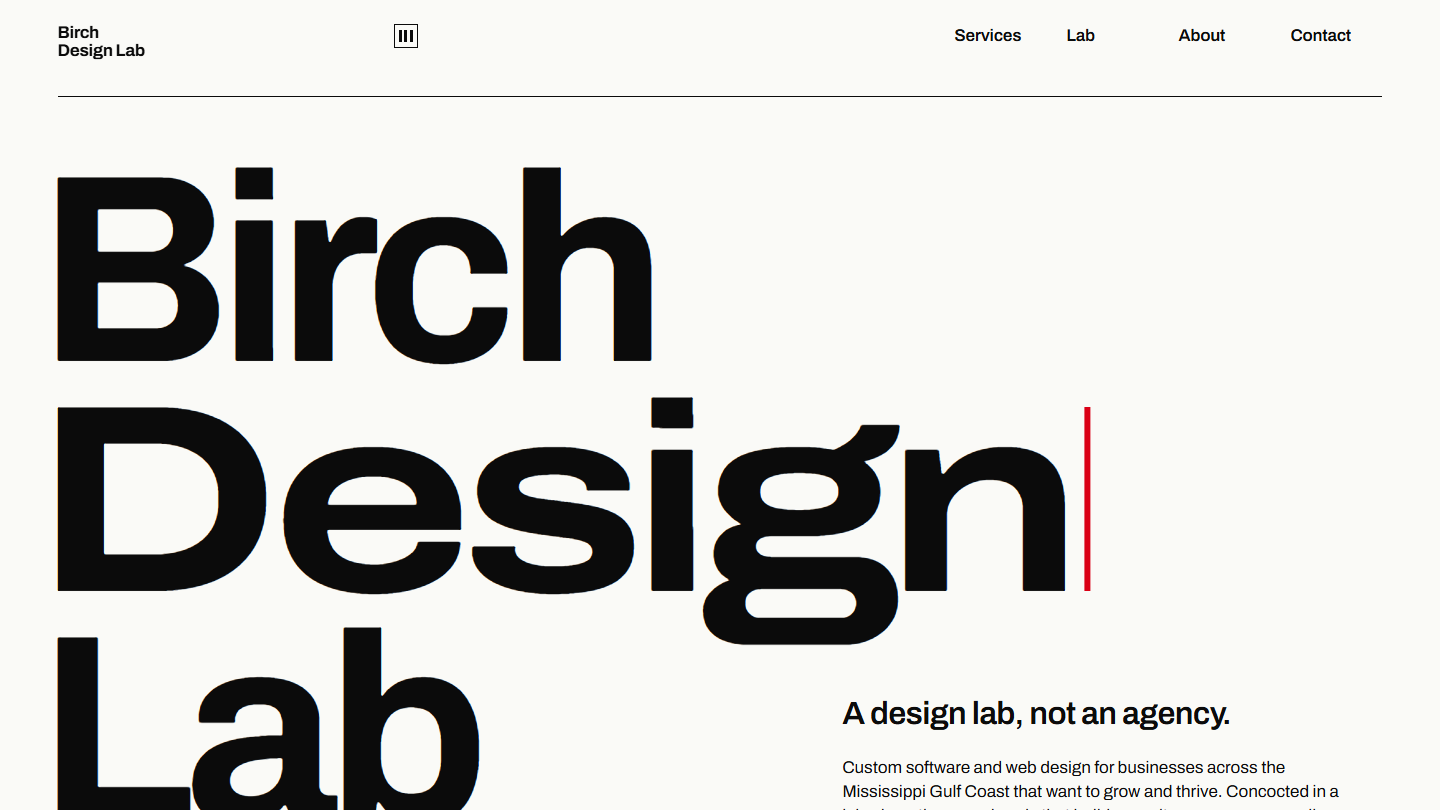 Birch
Design Lab
Services
Lab
About
Contact
Birch
Design
Lab
A design lab, not an agency.
Custom software and web design for businesses across the
Mississippi Gulf Coast that want to grow and thrive. Concocted in a